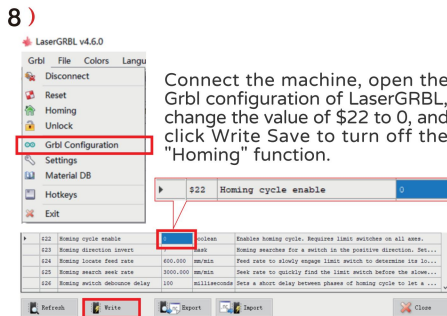 8)
LaserGRBL v4.6.0
Grbl File Colors Langu
Disconnect
Reset
Homing
Unlock
Grbl Configuration
Settings
Material DB
Hotkeys
Exit
Connect the machine, open the
Grbl configuration of LaserGRBL,
change the value of $22 to 0, and
click Write Save to turn off the
"Homing" function.
$22 Homing cycle enable 0
$22 Homing cycle enable 0 boolean Enables homing cycle. Requires limit switches on all axes.
$23 Homing direction invert mask Homing searches for a switch in the positive direction. Set...
$24 Homing locate feed rate 600.000 mm/min Feed rate to slowly engage limit switch to determine its lo...
$25 Homing search seek rate 3000.000 mm/min Seek rate to quickly find the limit switch before the slowe...
$26 Homing switch debounce delay 100 milliseconds Sets a short delay between phases of homing cycle to let a ...
Refresh Write Export Import Close